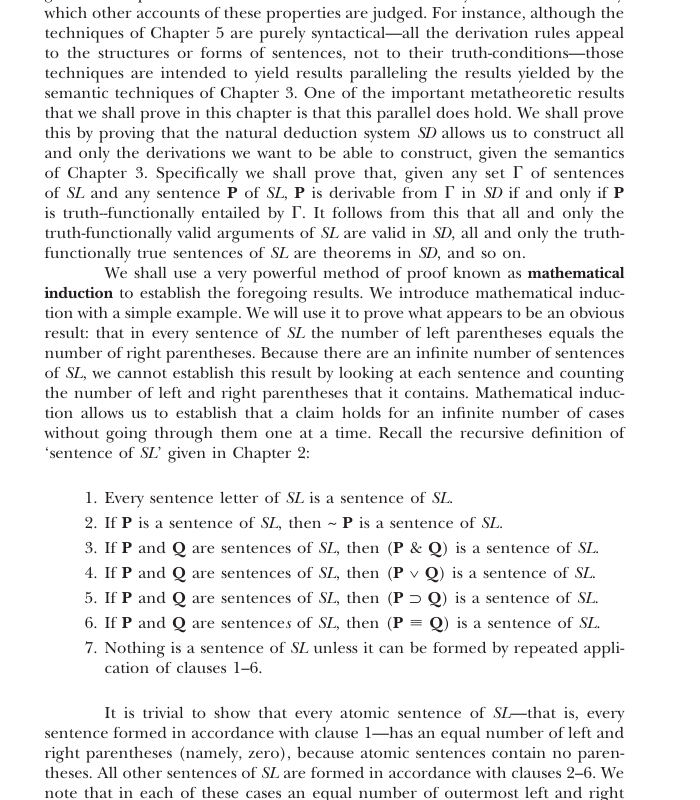 which other accounts of these properties are judged. For instance, although the
techniques of Chapter 5 are purely syntactical—all the derivation rules appeal
to the structures or forms of sentences, not to their truth-conditions—those
techniques are intended to yield results paralleling the results yielded by the
semantic techniques of Chapter 3. One of the important metatheoretic results
that we shall prove in this chapter is that this parallel does hold. We shall prove
this by proving that the natural deduction system SD allows us to construct all
and only the derivations we want to be able to construct, given the semantics
of Chapter 3. Specifically we shall prove that, given any set Γ of sentences
of SL and any sentence P of SL, P is derivable from Γ in SD if and only if P
is truth-functionally entailed by Γ. It follows from this that all and only the
truth-functionally valid arguments of SL are valid in SD, all and only the truth-
functionally true sentences of SL are theorems in SD, and so on.
We shall use a very powerful method of proof known as mathematical
induction to establish the foregoing results. We introduce mathematical induc-
tion with a simple example. We will use it to prove what appears to be an obvious
result: that in every sentence of SL the number of left parentheses equals the
number of right parentheses. Because there are an infinite number of sentences
of SL, we cannot establish this result by looking at each sentence and counting
the number of left and right parentheses that it contains. Mathematical induc-
tion allows us to establish that a claim holds for an infinite number of cases
without going through them one at a time. Recall the recursive definition of
‘sentence of SL’ given in Chapter 2:
1. Every sentence letter of SL is a sentence of SL.
2. If P is a sentence of SL, then ~ P is a sentence of SL.
3. If P and Q are sentences of SL, then (P & Q) is a sentence of SL.
4. If P and Q are sentences of SL, then (P ∨ Q) is a sentence of SL.
5. If P and Q are sentences of SL, then (P ⊃ Q) is a sentence of SL.
6. If P and Q are sentences of SL, then (P ≡ Q) is a sentence of SL.
7. Nothing is a sentence of SL unless it can be formed by repeated appli-
cation of clauses 1–6.
It is trivial to show that every atomic sentence of SL—that is, every
sentence formed in accordance with clause 1—has an equal number of left and
right parentheses (namely, zero), because atomic sentences contain no paren-
theses. All other sentences of SL are formed in accordance with clauses 2–6. We
note that in each of these cases an equal number of outermost left and right